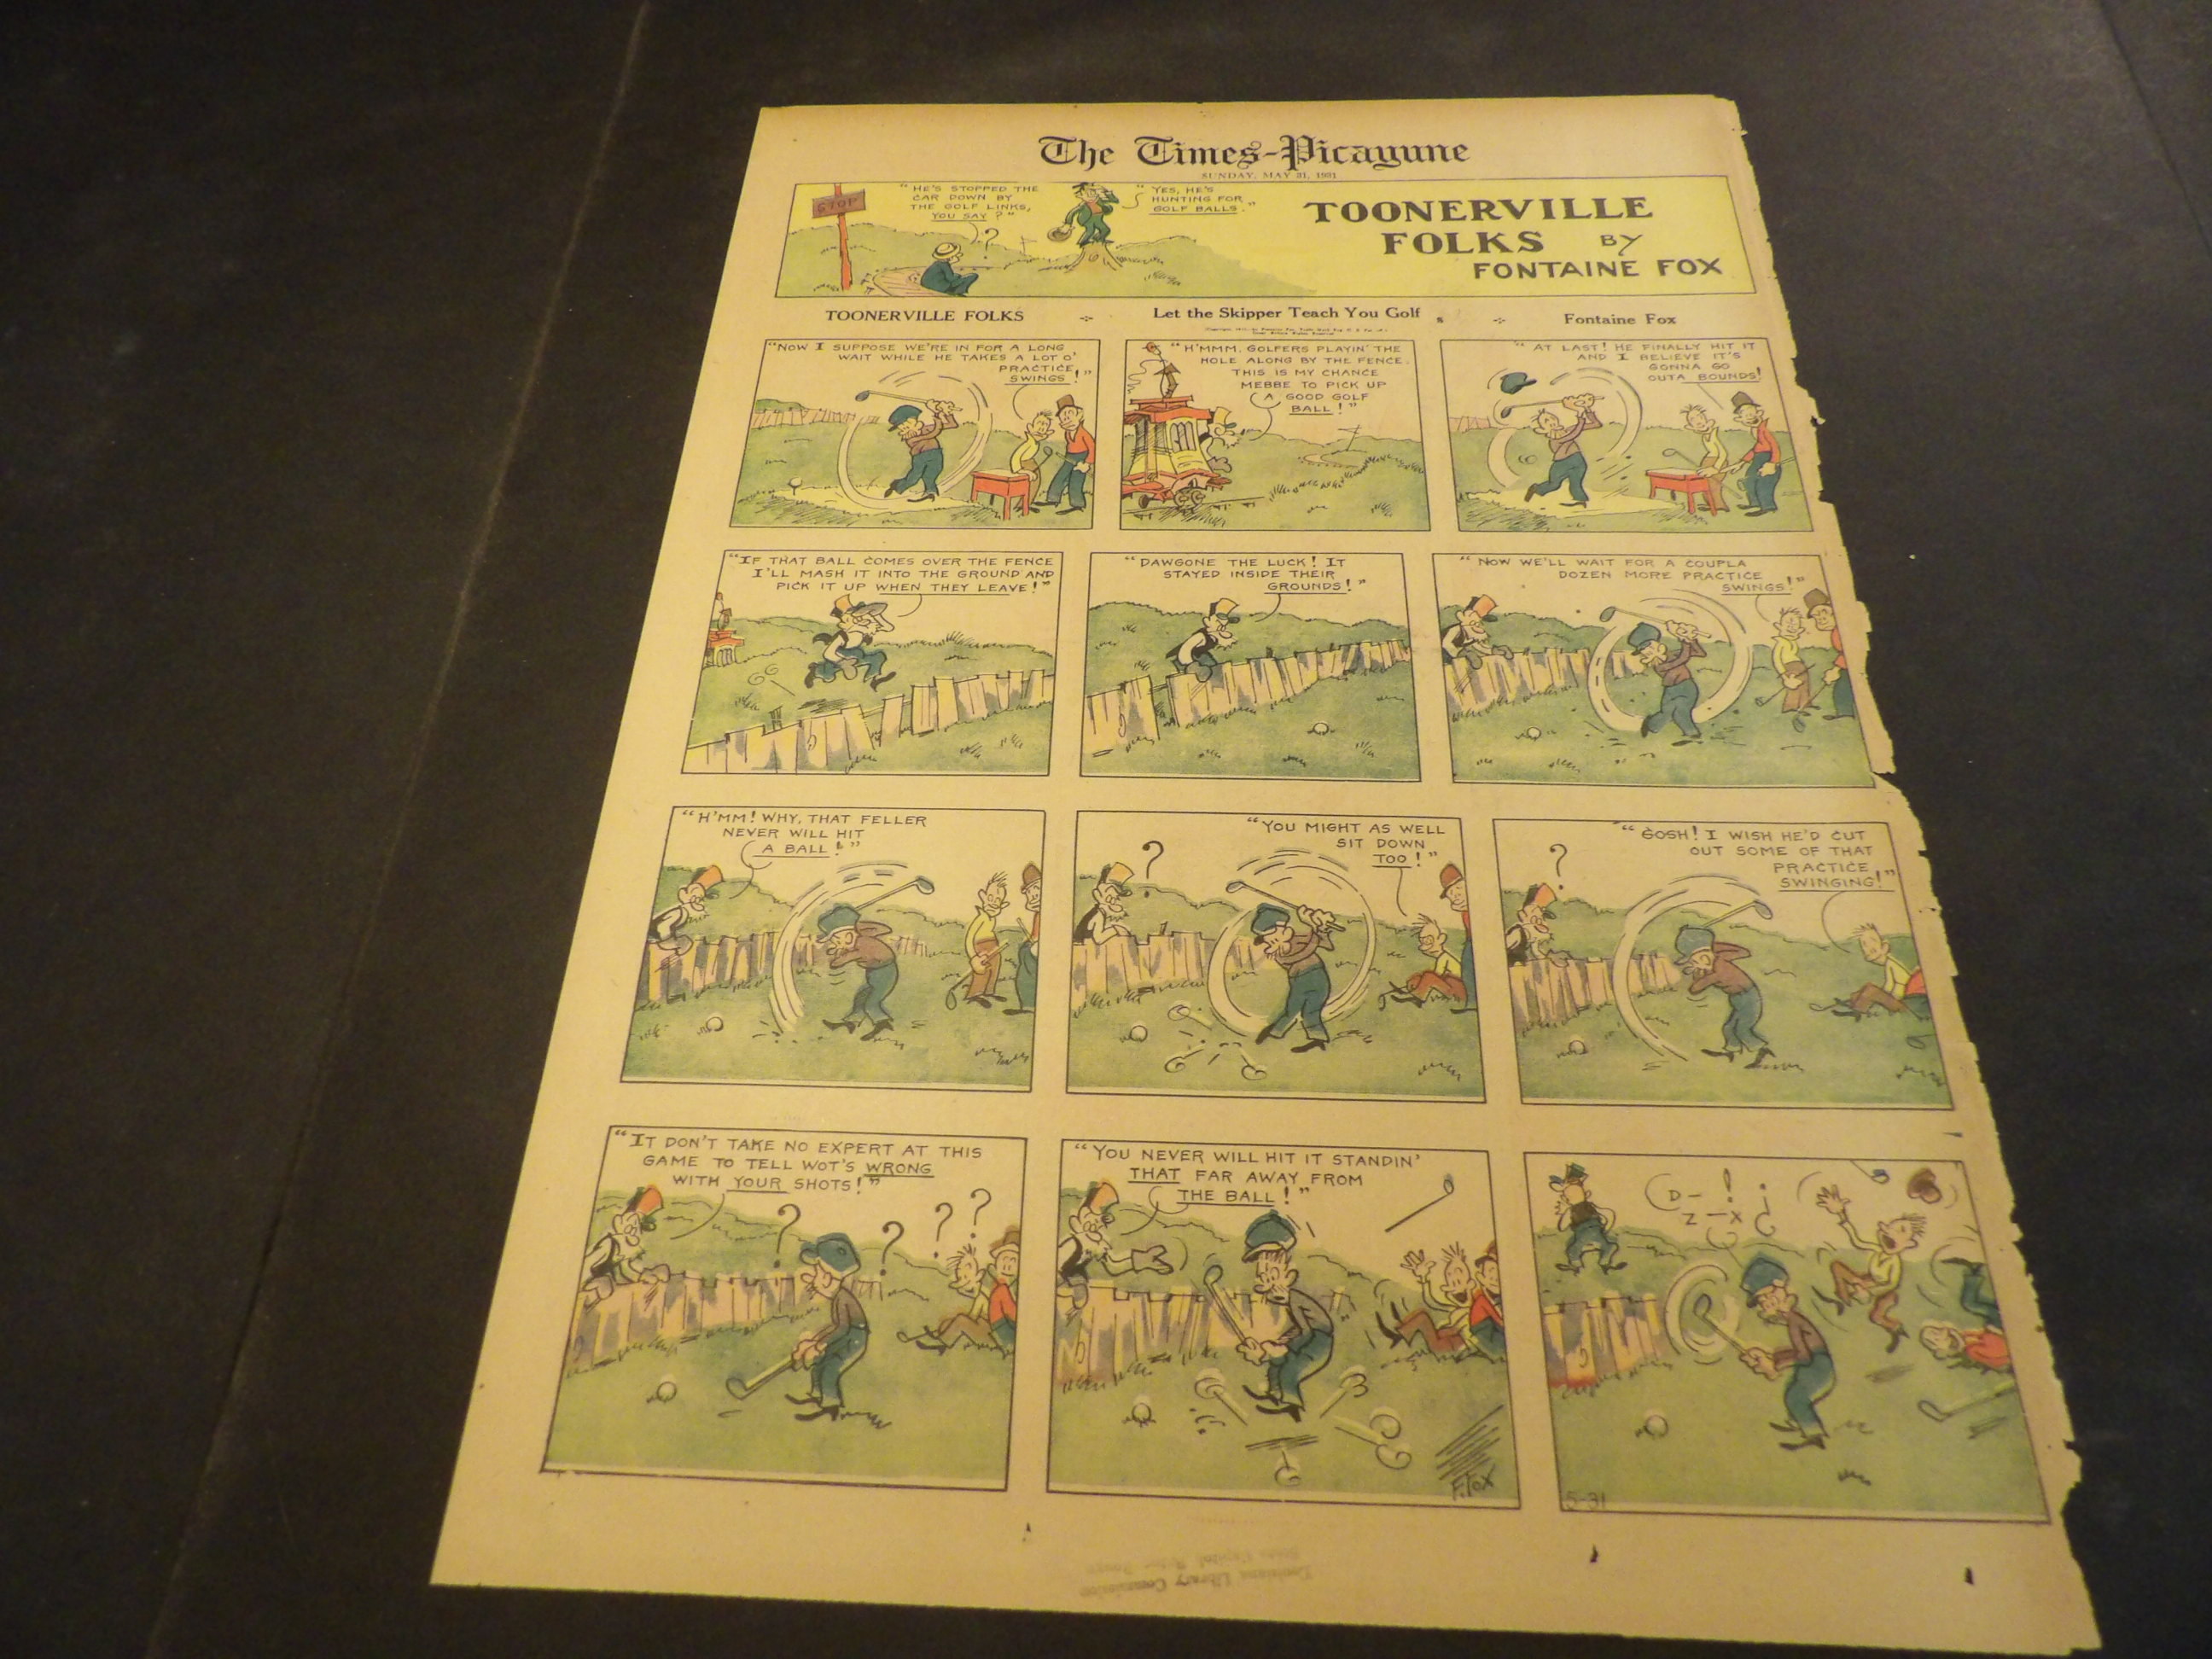 The Times-Picayune
SUNDAY, MAY 31, 1931
STOP
"HE'S STOPPED THE
CAR DOWN BY
THE GOLF LINKS,
YOU SAY?"
?
"YES, HE'S
HUNTING FOR
GOLF BALLS."
TOONERVILLE
FOLKS BY
FONTAINE FOX
TOONERVILLE FOLKS
Let the Skipper Teach You Golf
Fontaine Fox
"NOW I SUPPOSE WE'RE IN FOR A LONG
WAIT WHILE HE TAKES A LOT O'
PRACTICE
SWINGS!"
"H'MMM. GOLFERS PLAYIN' THE
HOLE ALONG BY THE FENCE.
THIS IS MY CHANCE
MEBBE TO PICK UP
A GOOD GOLF
BALL!"
"AT LAST! HE FINALLY HIT IT
AND I BELIEVE IT'S
GONNA GO
OUTA BOUNDS!
"IF THAT BALL COMES OVER THE FENCE
I'LL MASH IT INTO THE GROUND AND
PICK IT UP WHEN THEY LEAVE!"
"DAWGONE THE LUCK! IT
STAYED INSIDE THEIR
GROUNDS!"
"NOW WE'LL WAIT FOR A COUPLA
DOZEN MORE PRACTICE
SWINGS!"
"H'MM! WHY, THAT FELLER
NEVER WILL HIT
A BALL!"
?
"YOU MIGHT AS WELL
SIT DOWN
TOO!"
?
"GOSH! I WISH HE'D CUT
OUT SOME OF THAT
PRACTICE
SWINGING!"
"IT DON'T TAKE NO EXPERT AT THIS
GAME TO TELL WOT'S WRONG
WITH YOUR SHOTS!"
? ? ? ?
"YOU NEVER WILL HIT IT STANDIN'
THAT FAR AWAY FROM
THE BALL!"
F. Fox
D-!
Z-X
5-31